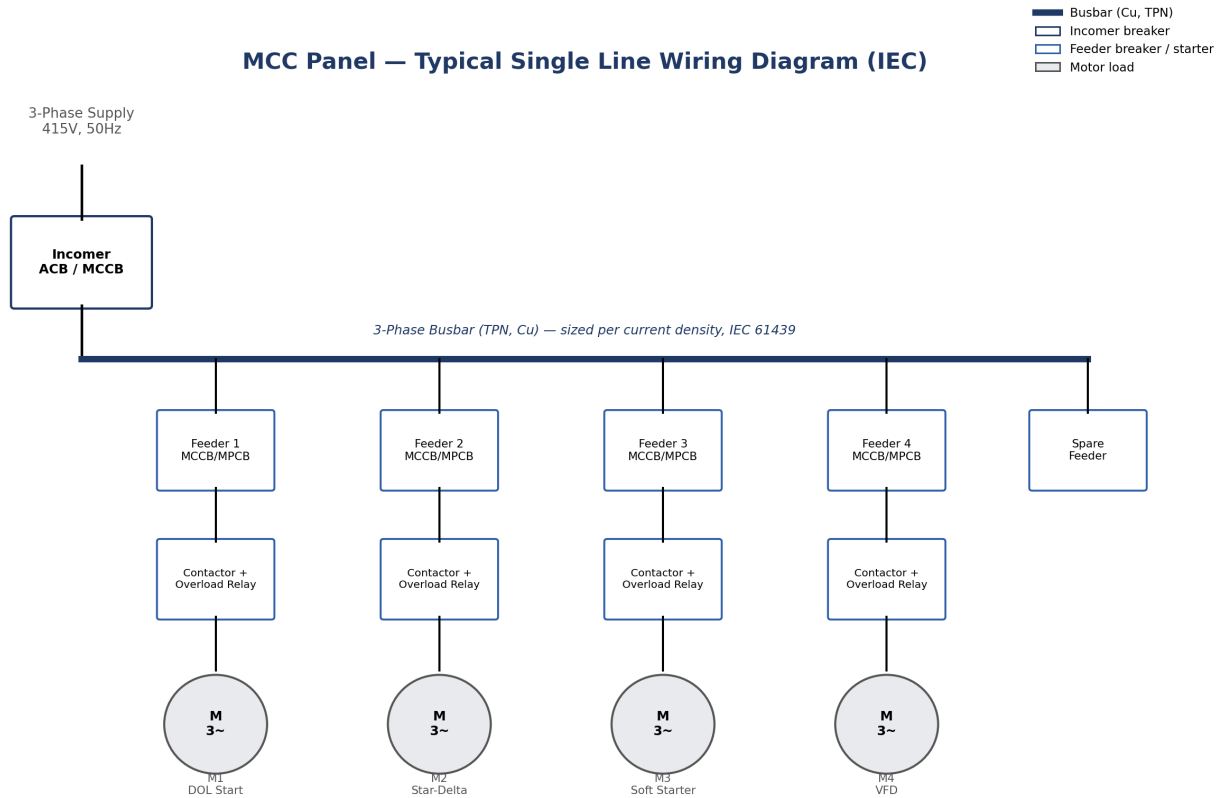 Busbar (Cu, TPN)
Incomer breaker
Feeder breaker / starter
Motor load
MCC Panel — Typical Single Line Wiring Diagram (IEC)
3-Phase Supply
415V, 50Hz
Incomer
ACB / MCCB
3-Phase Busbar (TPN, Cu) — sized per current density, IEC 61439
Feeder 1
MCCB/MPCB
Feeder 2
MCCB/MPCB
Feeder 3
MCCB/MPCB
Feeder 4
MCCB/MPCB
Spare
Feeder
Contactor +
Overload Relay
Contactor +
Overload Relay
Contactor +
Overload Relay
Contactor +
Overload Relay
M
3~
M
3~
M
3~
M
3~
M1
DOL Start
M2
Star-Delta
M3
Soft Starter
M4
VFD